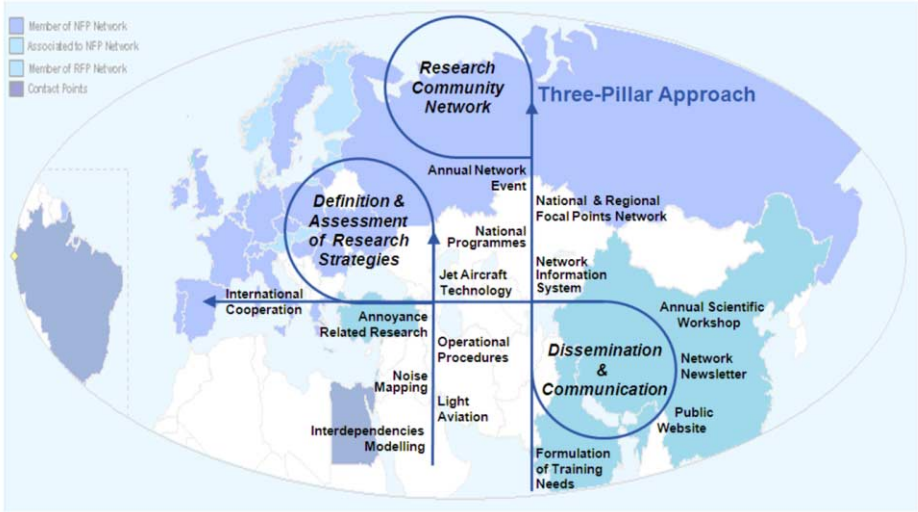 Member of NFP Network
Associated to NFP Network
Member of RFP Network
Contact Points
Research
Community
Network
Three-Pillar Approach
Annual Network
Event
Definition &
Assessment
of Research
Strategies
National & Regional
Focal Points Network
National
Programmes
Jet Aircraft
Technology
Network
Information
System
International
Cooperation
Annual Scientific
Workshop
Annoyance
Related Research
Operational
Procedures
Dissemination
&
Communication
Network
Newsletter
Noise
Mapping
Light
Aviation
Public
Website
Interdependencies
Modelling
Formulation
of Training
Needs